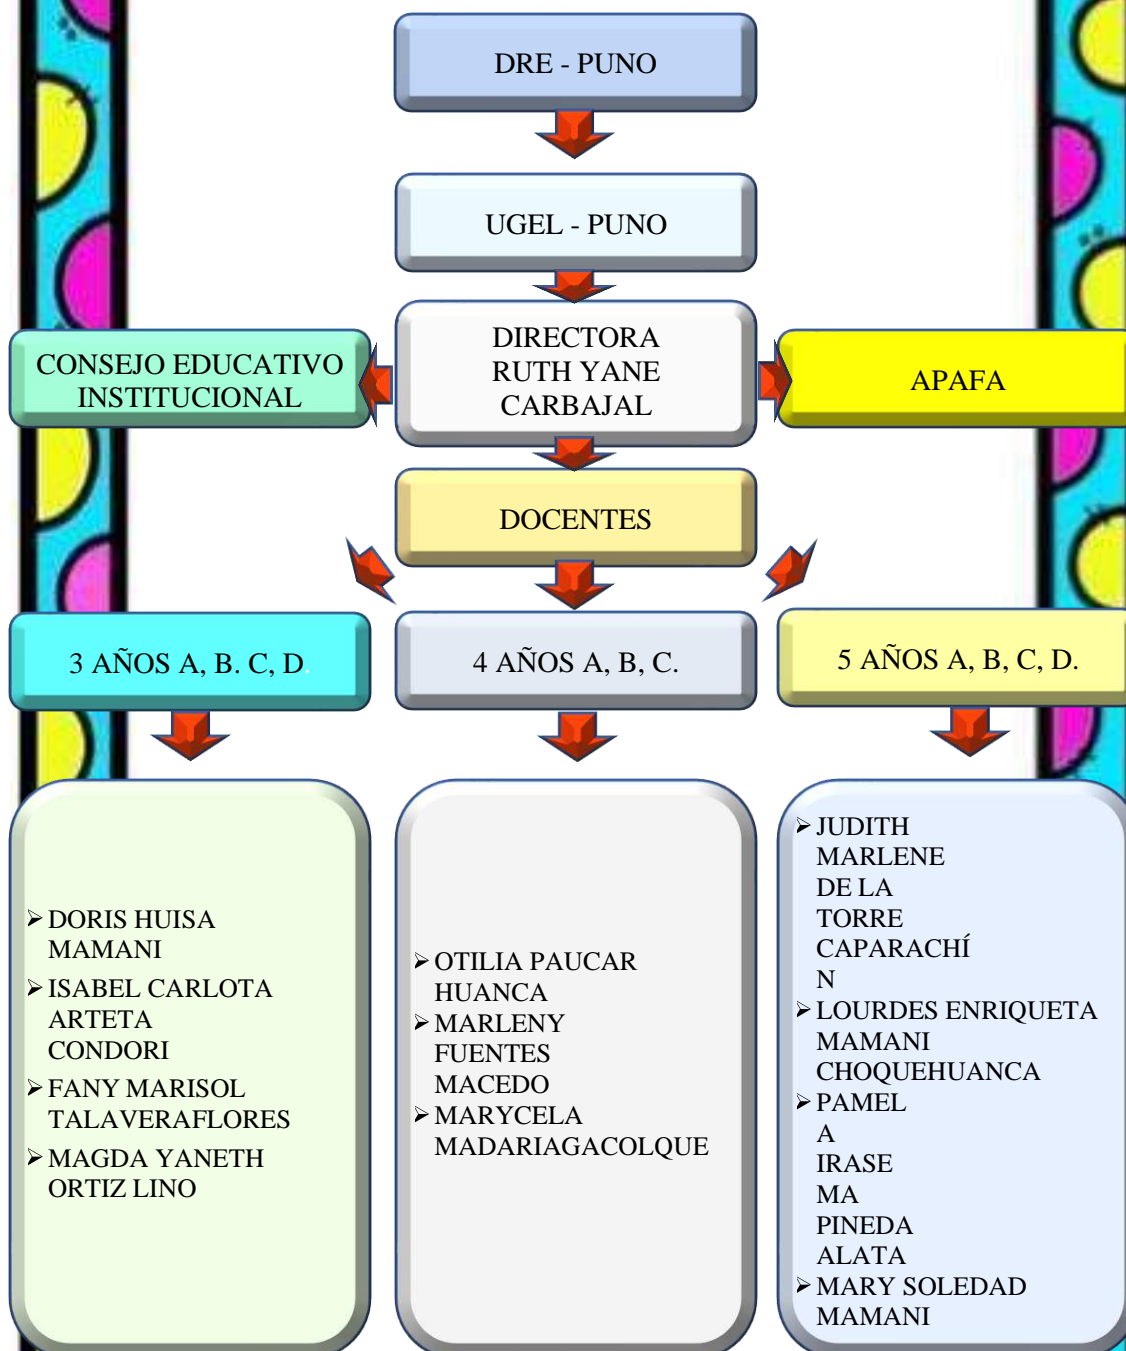 DRE - PUNO
UGEL - PUNO
DIRECTORA
RUTH YANE
CARBAJAL
CONSEJO EDUCATIVO
INSTITUCIONAL
APAFA
DOCENTES
3 AÑOS A, B. C, D.
4 AÑOS A, B, C.
5 AÑOS A, B, C, D.
➢ DORIS HUISA
MAMANI
➢ ISABEL CARLOTA
ARTETA
CONDORI
➢ FANY MARISOL
TALAVERAFLORES
➢ MAGDA YANETH
ORTIZ LINO
➢ OTILIA PAUCAR
HUANCA
➢ MARLENY
FUENTES
MACEDO
➢ MARYCELA
MADARIAGACOLQUE
➢ JUDITH
MARLENE
DE LA
TORRE
CAPARACHÍ
N
➢ LOURDES ENRIQUETA
MAMANI
CHOQUEHUANCA
➢ PAMEL
A
IRASE
MA
PINEDA
ALATA
➢ MARY SOLEDAD
MAMANI